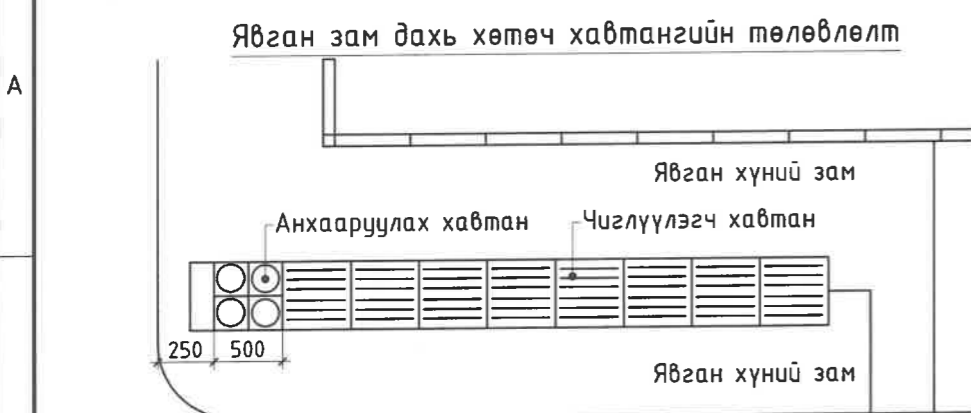 Явган зам дахь хөтөч хавтангийн төлөвлөлт
А
Явган хүний зам
Анхааруулах хавтан
Чиглүүлэгч хавтан
250
500
Явган хүний зам